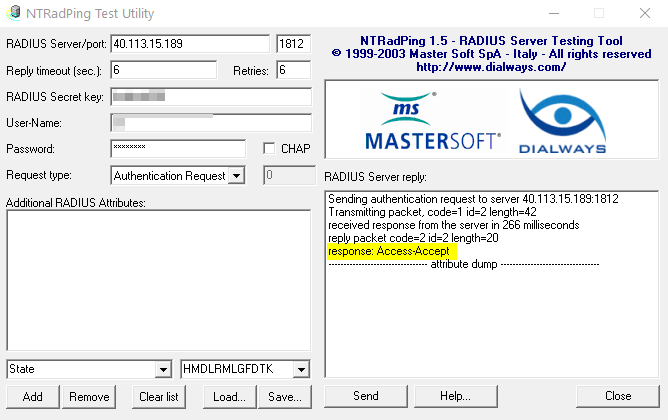 NTRadPing Test Utility
RADIUS Server/port: 40.113.15.189 1812
Reply timeout (sec.): 6 Retries: 6
RADIUS Secret key:
User-Name:
Password: ******** CHAP
Request type: Authentication Request 0
Additional RADIUS Attributes:
State HMDLRMLGFDTK
Add Remove Clear list Load... Save...
NTRadPing 1.5 - RADIUS Server Testing Tool
© 1999-2003 Master Soft SpA - Italy - All rights reserved
http://www.dialways.com/
ms
MASTERSOFT®
DIALWAYS
RADIUS Server reply:
Sending authentication request to server 40.113.15.189:1812
Transmitting packet, code=1 id=2 length=42
received response from the server in 266 milliseconds
reply packet code=2 id=2 length=20
response: Access-Accept
------------------------------- attribute dump -------------------------------
Send Help... Close